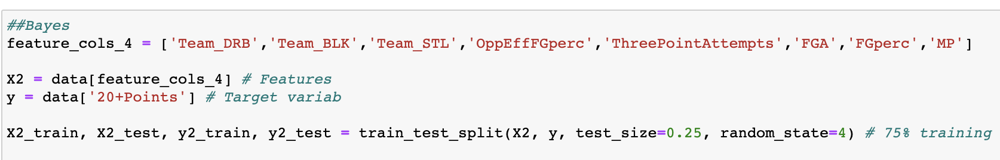 ##Bayes
feature_cols_4 = ['Team_DRB','Team_BLK','Team_STL','OppEffFGperc','ThreePointAttempts','FGA','FGperc','MP']
X2 = data[feature_cols_4] # Features
y = data['20+Points'] # Target variab
X2_train, X2_test, y2_train, y2_test = train_test_split(X2, y, test_size=0.25, random_state=4) # 75% training